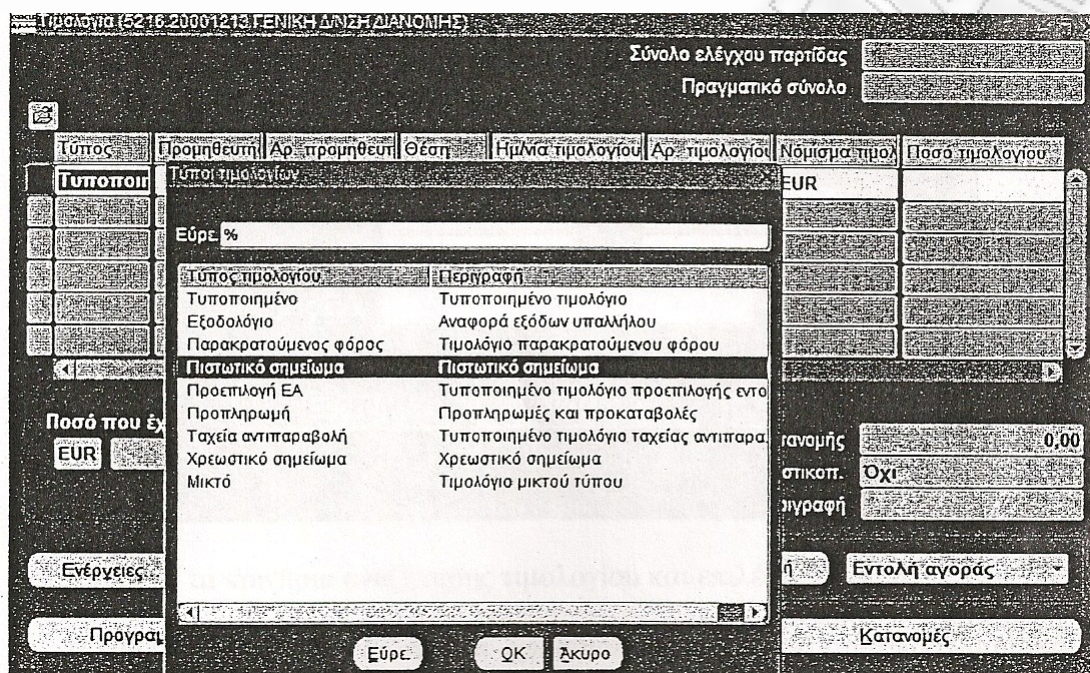 Τιμολόγια (5216.20001213.ΓΕΝΙΚΗ Δ/ΝΣΗ ΔΙΑΝΟΜΗΣ)
Σύνολο ελέγχου παρτίδας
Πραγματικό σύνολο
Τύπος Προμηθευτή Αρ. προμηθευτ Θέση Ημ/νία τιμολογίου Αρ. τιμολογίου Νόμισμα τιμολ Ποσό τιμολογίου
Τυποποιη EUR
Τύποι τιμολογίων
Εύρε %
Τύπος τιμολογίου Περιγραφή
Τυποποιημένο Τυποποιημένο τιμολόγιο
Εξοδολόγιο Αναφορά εξόδων υπαλλήλου
Παρακρατούμενος φόρος Τιμολόγιο παρακρατούμενου φόρου
Πιστωτικό σημείωμα Πιστωτικό σημείωμα
Προεπιλογή ΕΑ Τυποποιημένο τιμολόγιο προεπιλογής εντο
Προπληρωμή Προπληρωμές και προκαταβολές
Ταχεία αντιπαραβολή Τυποποιημένο τιμολόγιο ταχείας αντιπαρα
Χρεωστικό σημείωμα Χρεωστικό σημείωμα
Μικτό Τιμολόγιο μικτού τύπου
Ποσό που έχ
EUR
τανομής 0,00
στικοπ. Όχι
ριγραφή
Ενέργειες
ή Εντολή αγοράς
Προγραμ
Κατανομές
Εύρε OK Άκυρο